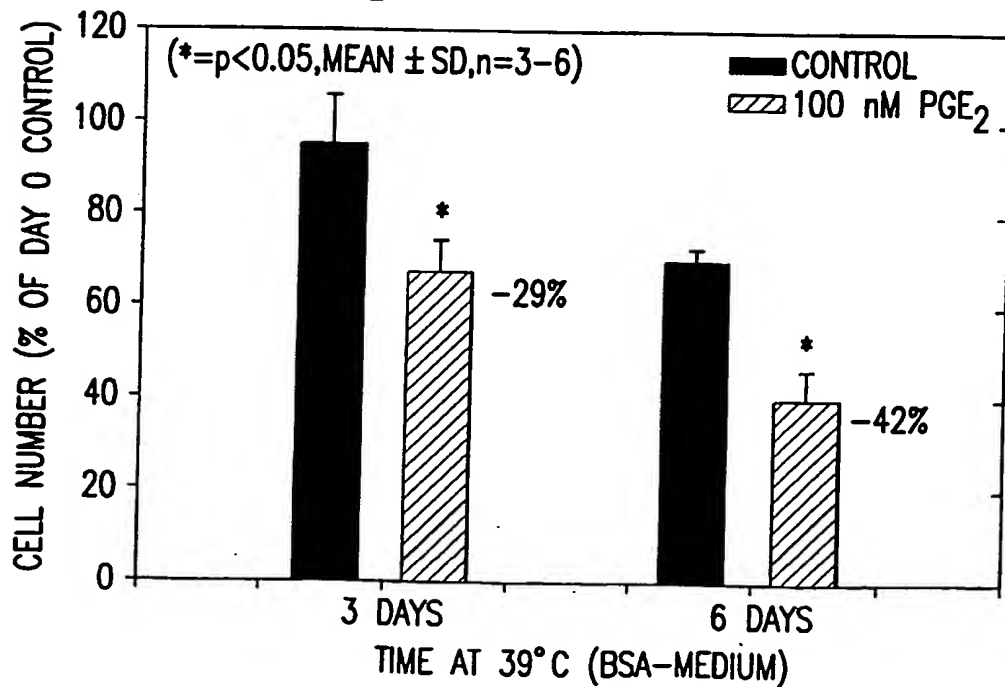 120
100
80
60
40
20
0
CELL NUMBER (% OF DAY 0 CONTROL)
(*=p<0.05,MEAN ± SD,n=3-6)
CONTROL
100 nM PGE2
*
-29%
*
-42%
3 DAYS
6 DAYS
TIME AT 39°C (BSA-MEDIUM)